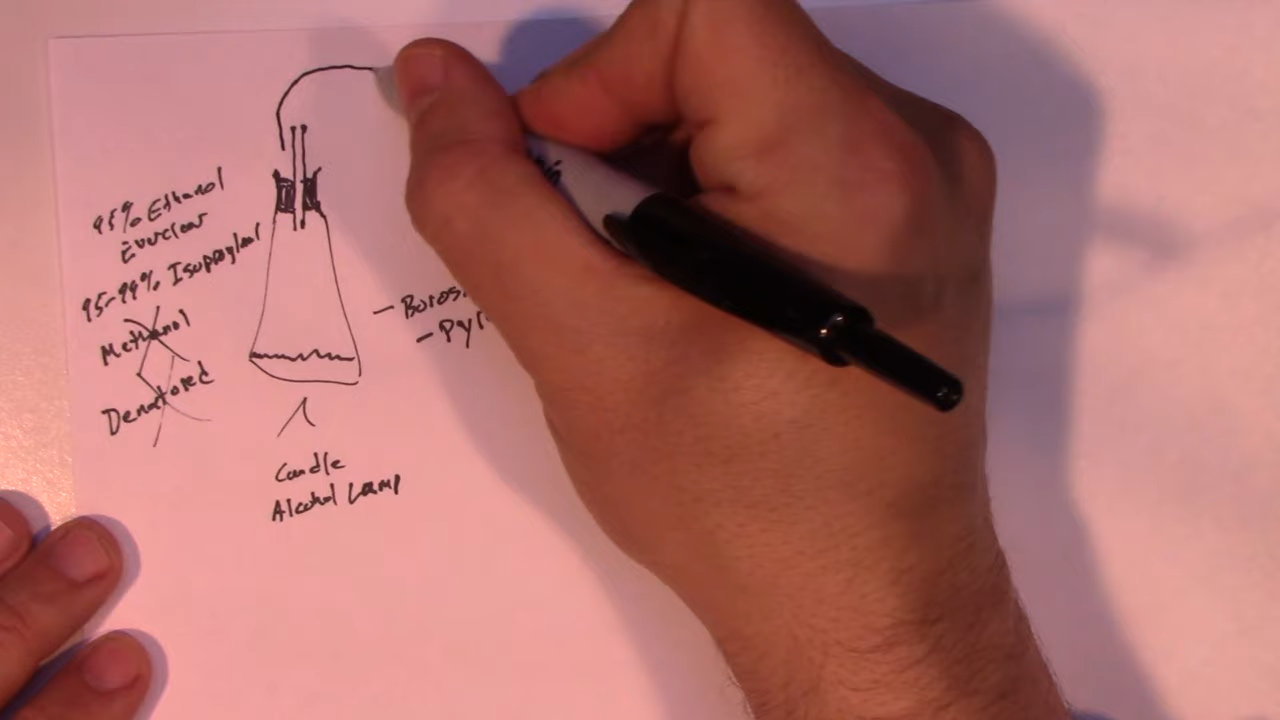 95% Ethanol
Everclear
95-99% Isopropyl
Methanol
Denatured
- Boros
- Pyr
Candle
Alcohol Lamp